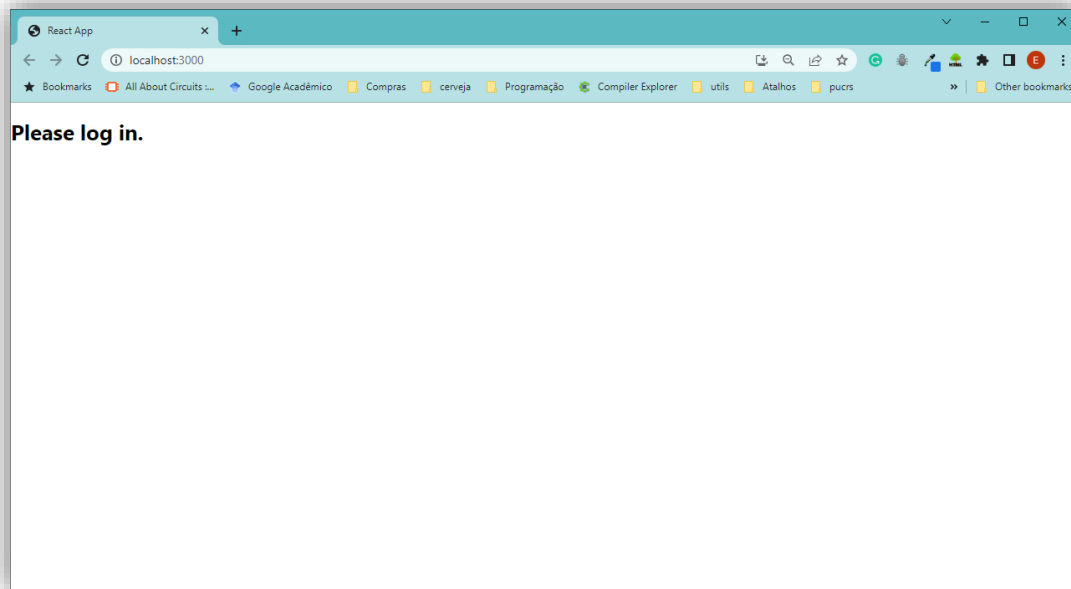 React App
localhost:3000
E
Bookmarks All About Circuits :... Google Acadêmico Compras cerveja Programação Compiler Explorer utils Atalhos pucrs » Other bookmarks
Please log in.